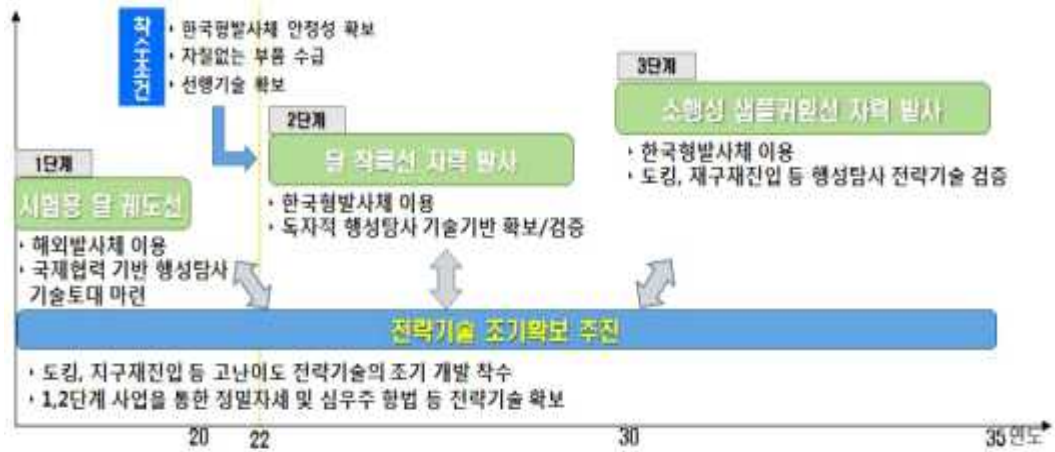 착수조건
· 한국형발사체 안정성 확보
· 차질없는 부품 수급
· 선행기술 확보
3단계
소행성 샘플귀환선 자력 발사
· 한국형발사체 이용
· 도킹, 재구재진입 등 행성탐사 전략기술 검증
2단계
달 착륙선 자력 발사
· 한국형발사체 이용
· 독자적 행성탐사 기술기반 확보/검증
1단계
시험용 달 궤도선
· 해외발사체 이용
· 국제협력 기반 행성탐사
기술토대 마련
전략기술 조기확보 추진
· 도킹, 지구재진입 등 고난이도 전략기술의 조기 개발 착수
· 1,2단계 사업을 통한 정밀자세 및 심우주 항법 등 전략기술 확보
20 22 30 35 연도